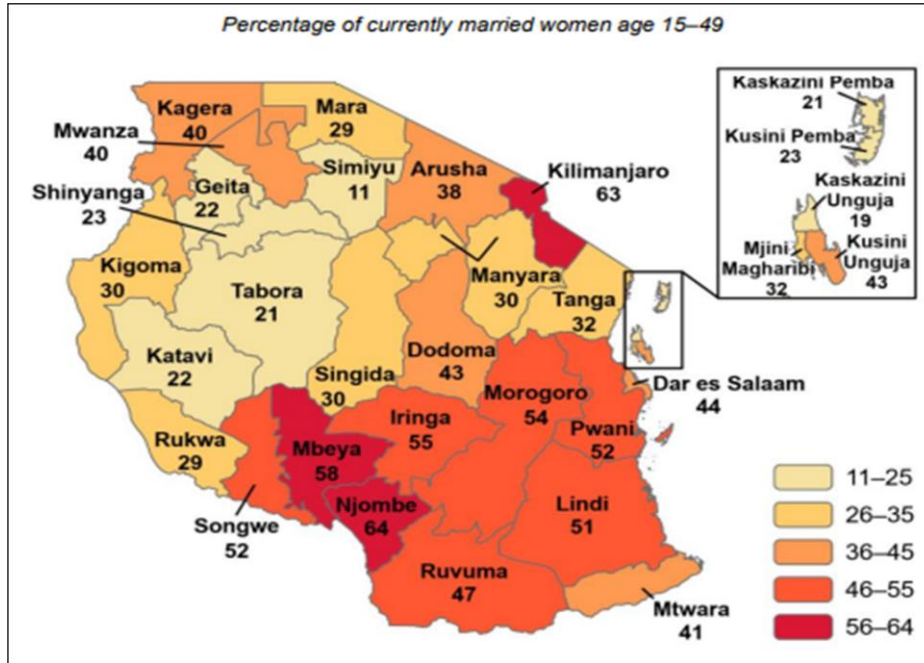 Percentage of currently married women age 15–49
Kagera
40
Mwanza
40
Mara
29
Simiyu
11
Geita
22
Shinyanga
23
Arusha
38
Kilimanjaro
63
Kigoma
30
Tabora
21
Manyara
30
Tanga
32
Katavi
22
Singida
30
Dodoma
43
Morogoro
54
Dar es Salaam
44
Pwani
52
Rukwa
29
Mbeya
58
Iringa
55
Songwe
52
Njombe
64
Lindi
51
Ruvuma
47
Mtwara
41
Kaskazini Pemba
21
Kusini Pemba
23
Kaskazini
Unguja
19
Mjini
Magharibi
32
Kusini
Unguja
43
11–25
26–35
36–45
46–55
56–64